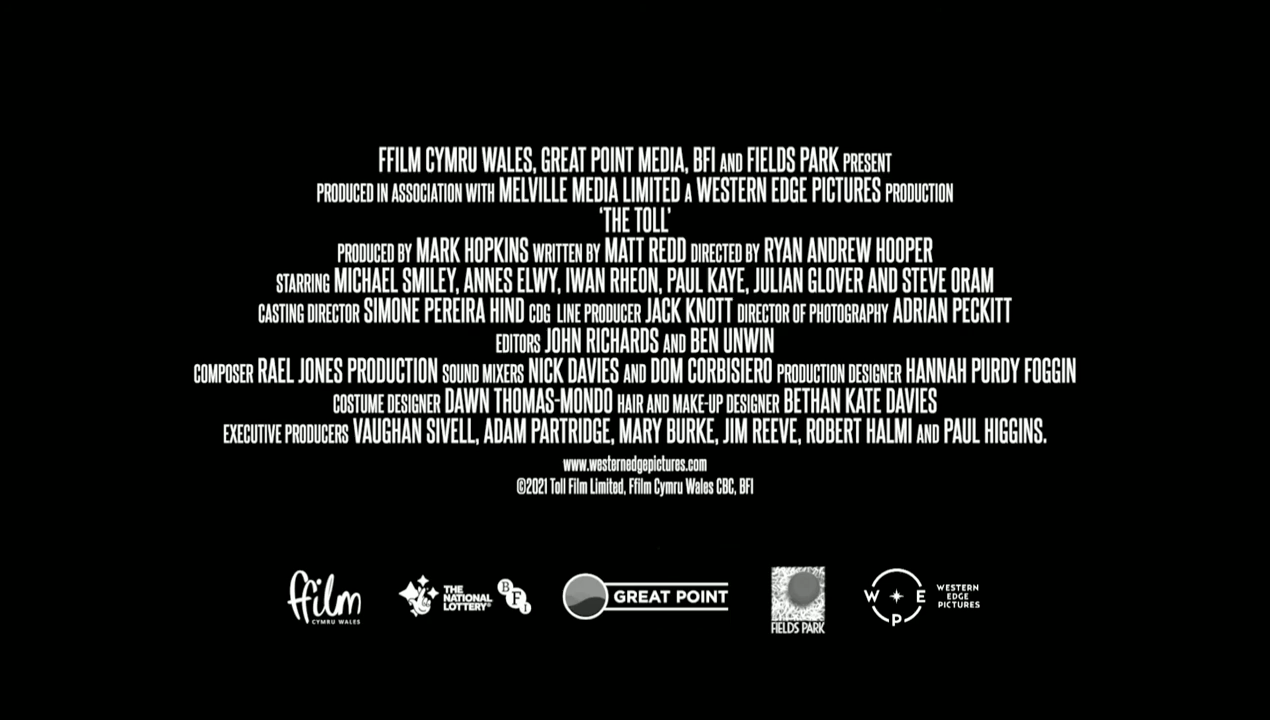 FFILM CYMRU WALES, GREAT POINT MEDIA, BFI AND FIELDS PARK PRESENT
PRODUCED IN ASSOCIATION WITH MELVILLE MEDIA LIMITED A WESTERN EDGE PICTURES PRODUCTION
‘THE TOLL’
PRODUCED BY MARK HOPKINS WRITTEN BY MATT REDD DIRECTED BY RYAN ANDREW HOOPER
STARRING MICHAEL SMILEY, ANNES ELWY, IWAN RHEON, PAUL KAYE, JULIAN GLOVER AND STEVE ORAM
CASTING DIRECTOR SIMONE PEREIRA HIND CDG LINE PRODUCER JACK KNOTT DIRECTOR OF PHOTOGRAPHY ADRIAN PECKITT
EDITORS JOHN RICHARDS AND BEN UNWIN
COMPOSER RAEL JONES PRODUCTION SOUND MIXERS NICK DAVIES AND DOM CORBISIERO PRODUCTION DESIGNER HANNAH PURDY FOGGIN
COSTUME DESIGNER DAWN THOMAS-MONDO HAIR AND MAKE-UP DESIGNER BETHAN KATE DAVIES
EXECUTIVE PRODUCERS VAUGHAN SIVELL, ADAM PARTRIDGE, MARY BURKE, JIM REEVE, ROBERT HALMI AND PAUL HIGGINS.
www.westernedgepictures.com
©2021 Toll Film Limited, Ffilm Cymru Wales CBC, BFI
ffilm
CYMRU WALES
THE
NATIONAL
LOTTERY®
BFI
GREAT POINT
FIELDS PARK
W E P
WESTERN
EDGE
PICTURES